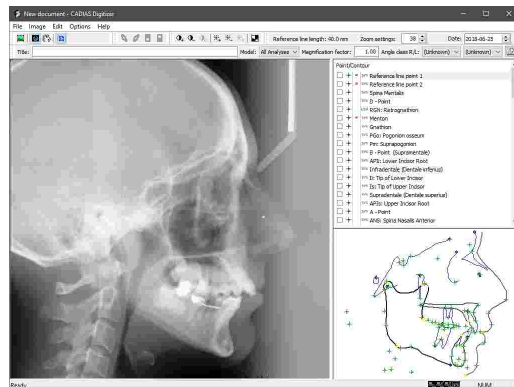 New document - CADIAS Digitizer
File Image Edit Options Help
Reference line length: 40.0 mm Zoom settings: 38 Date: 2018-06-25
Title: Model: All Analyses Magnification factor: 1.00 Angle class R/L: (Unknown) (Unknown)
Point/Contour
Reference line point 1
Reference line point 2
Spina Mentalis
D - Point
RGN: Retrognathion
Menton
Gnathion
PGo: Pogonion osseum
Pm: Suprapogonion
B - Point (Supramentale)
APIi: Lower Incisor Root
Infradentale (Dentale inferius)
Ii: Tip of Lower Incisor
Is: Tip of Upper Incisor
Supradentale (Dentale superius)
APIs: Upper Incisor Root
A - Point
ANS: Spina Nasalis Anterior
Ready NUM